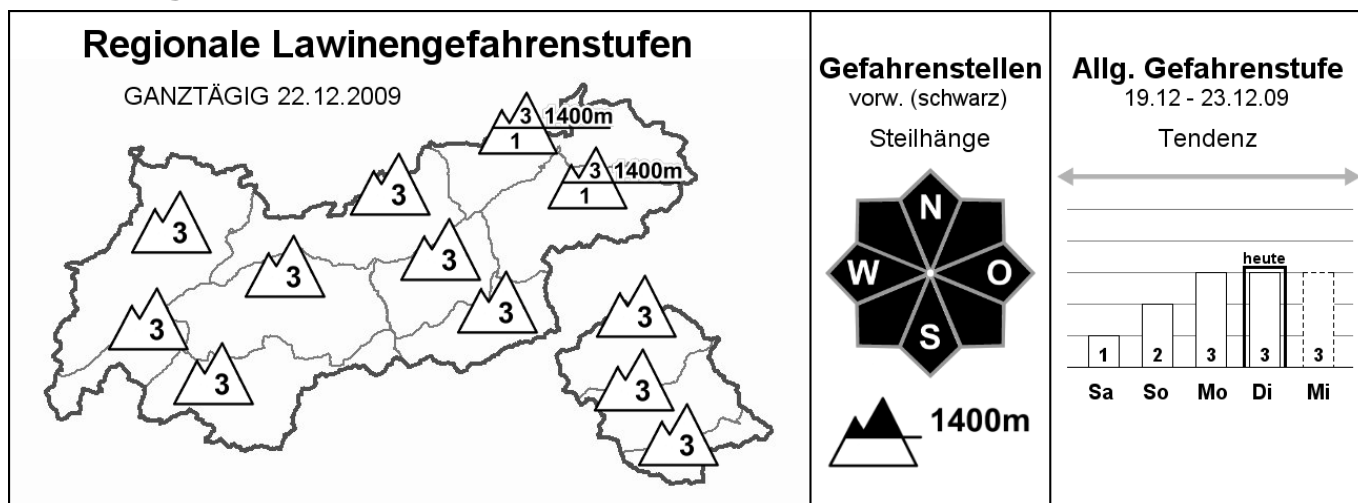 Regionale Lawinengefahrenstufen
GANZTÄGIG 22.12.2009
3 1400m
1
3 1400m
1
3
3
3
3
3
3
3
3
3
3
Gefahrenstellen
vorw. (schwarz)
Steilhänge
N
W O
S
1400m
Allg. Gefahrenstufe
19.12 - 23.12.09
Tendenz
heute
1 2 3 3 3
Sa So Mo Di Mi